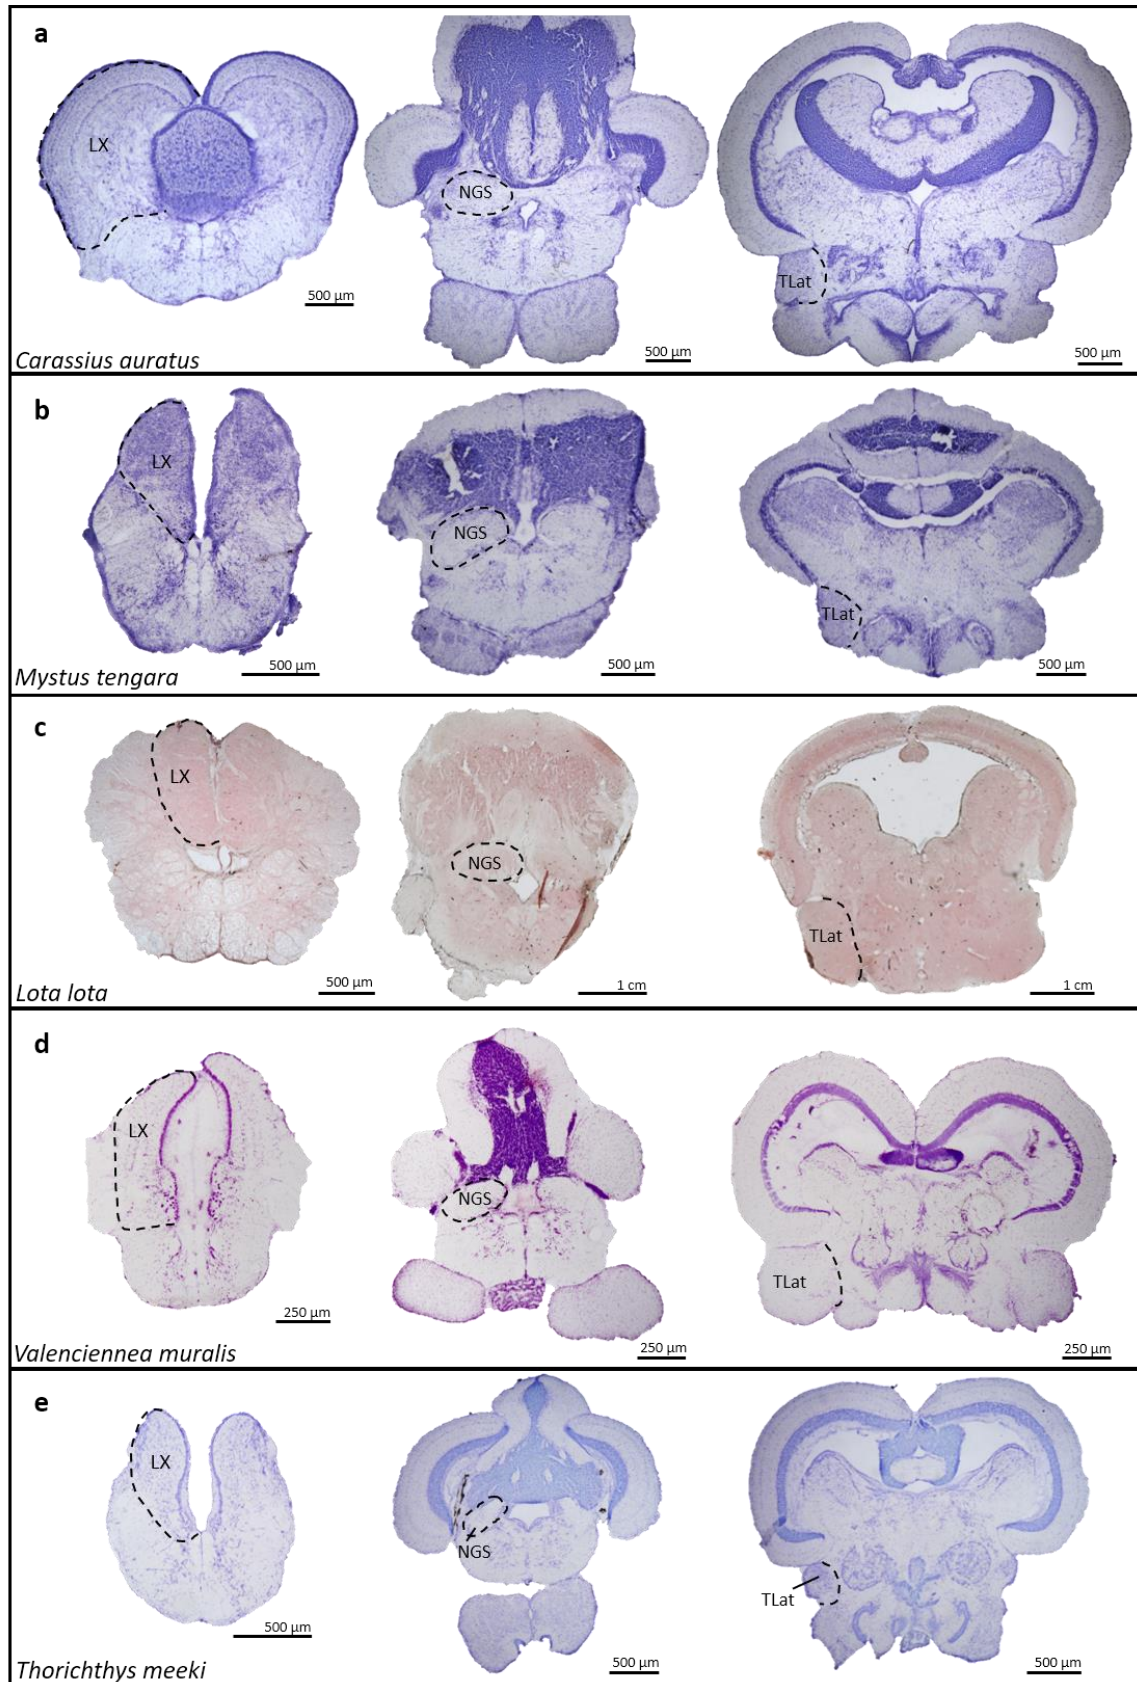 a
LX
NGS
TLat
500 µm
500 µm
500 µm
Carassius auratus
b
LX
NGS
TLat
500 µm
500 µm
500 µm
Mystus tengara
c
LX
NGS
TLat
500 µm
1 cm
1 cm
Lota lota
d
LX
NGS
TLat
250 µm
250 µm
250 µm
Valenciennea muralis
e
LX
NGS
TLat
500 µm
500 µm
500 µm
Thorichthys meeki